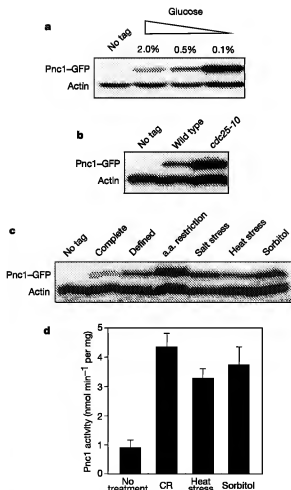 a
Glucose
No tag
2.0% 0.5% 0.1%
Pnc1–GFP
Actin
b
No tag
Wild type
cdc25-10
Pnc1–GFP
Actin
c
No tag
Complete
Defined
a.a. restriction
Salt stress
Heat stress
Sorbitol
Pnc1–GFP
Actin
d
Pnc1 activity (nmol min⁻¹ per mg)
5
4
3
2
1
0
No treatment
CR
Heat stress
Sorbitol